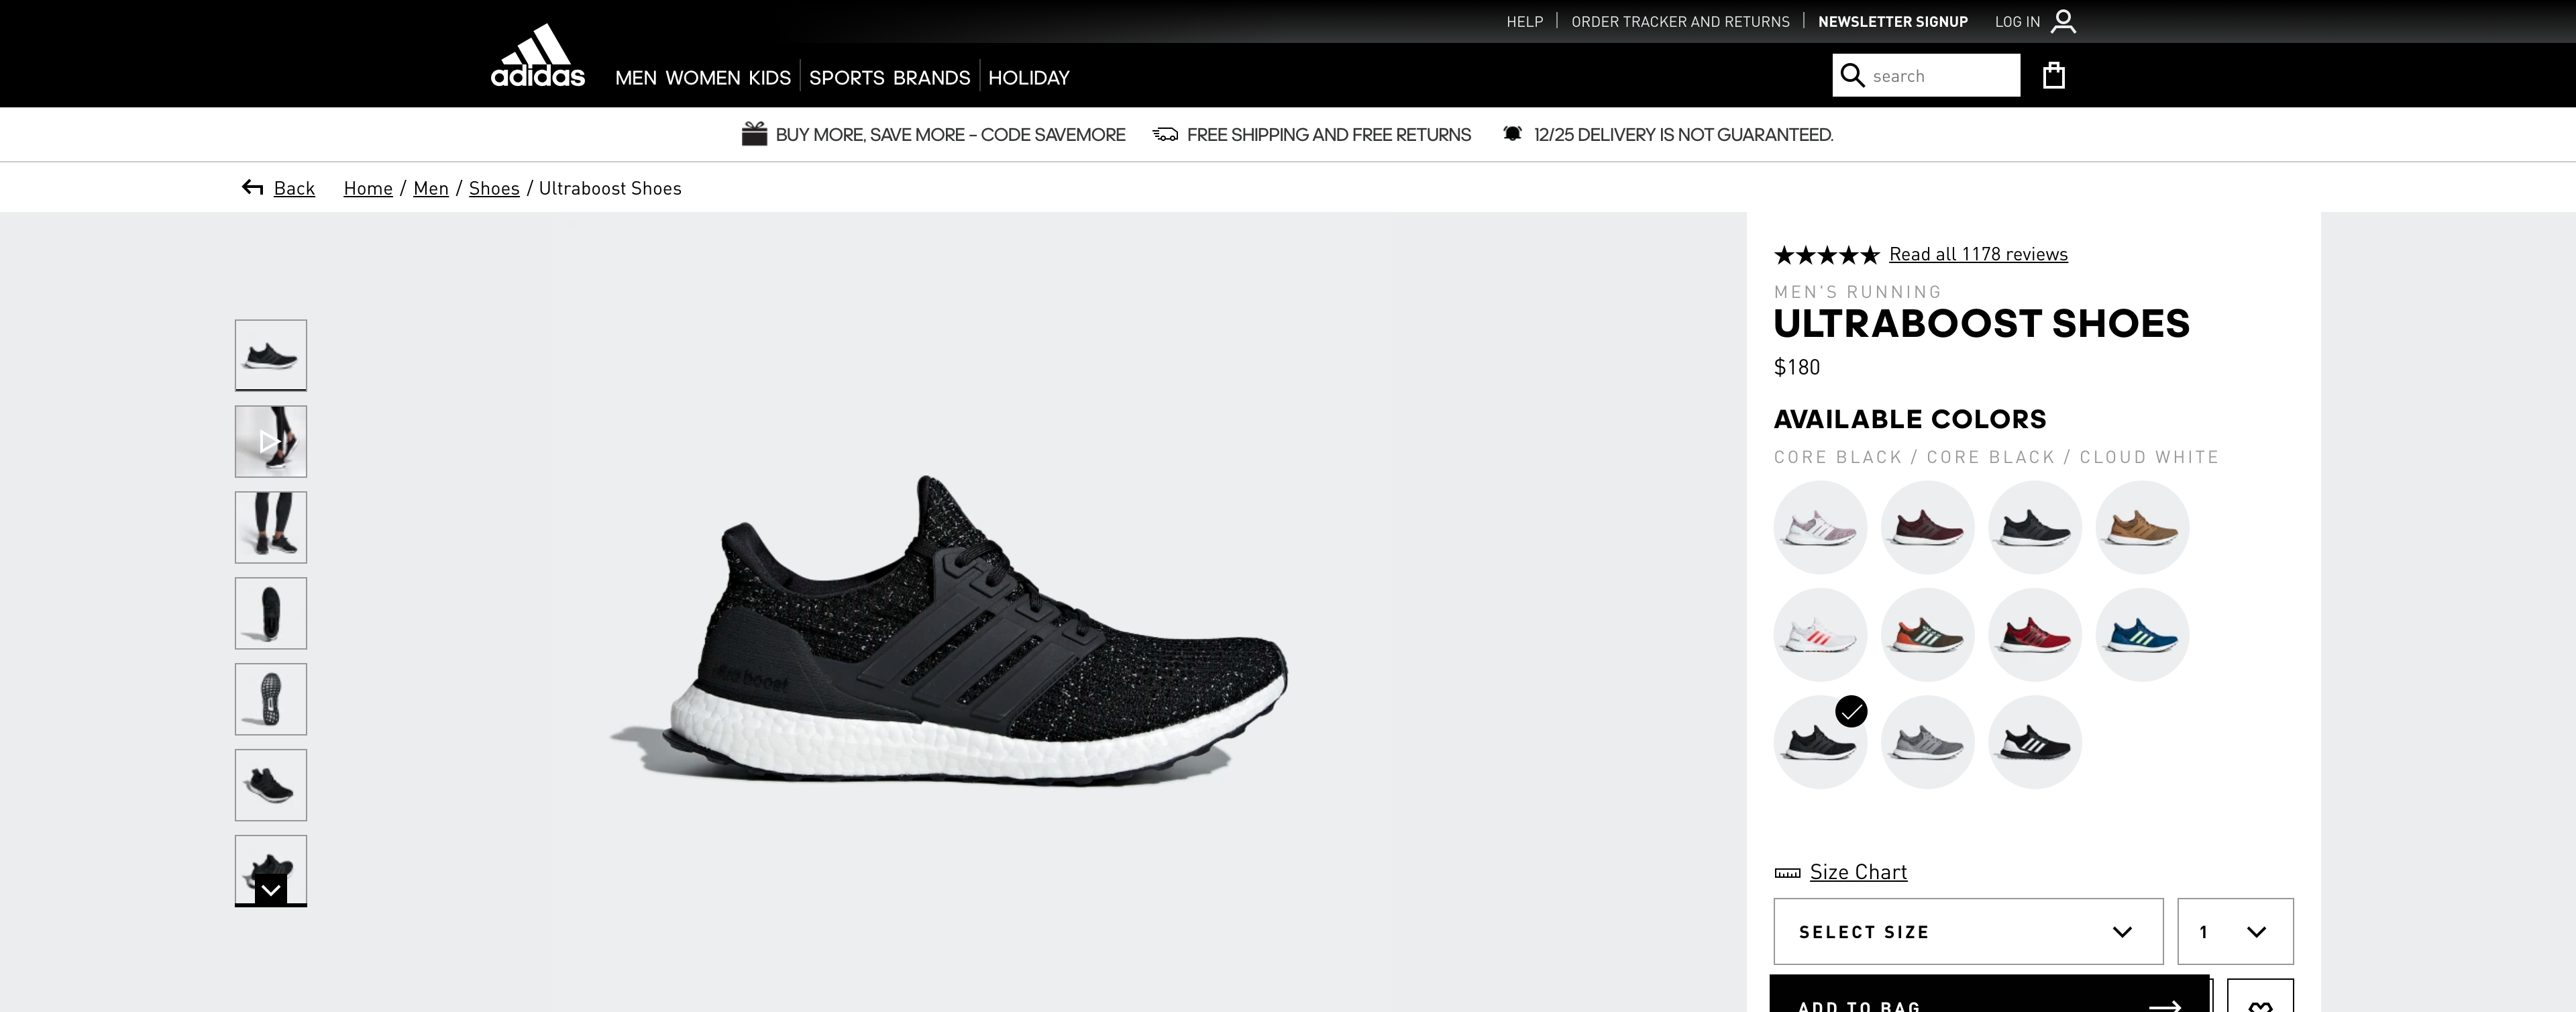 HELP
ORDER TRACKER AND RETURNS
NEWSLETTER SIGNUP
LOG IN
adidas
MEN WOMEN KIDS
SPORTS BRANDS
HOLIDAY
search
BUY MORE, SAVE MORE – CODE SAVEMORE
FREE SHIPPING AND FREE RETURNS
12/25 DELIVERY IS NOT GUARANTEED.
Back
Home / Men / Shoes / Ultraboost Shoes
Read all 1178 reviews
MEN'S RUNNING
ULTRABOOST SHOES
$180
AVAILABLE COLORS
CORE BLACK / CORE BLACK / CLOUD WHITE
boost
Size Chart
SELECT SIZE
1
ADD TO BAG